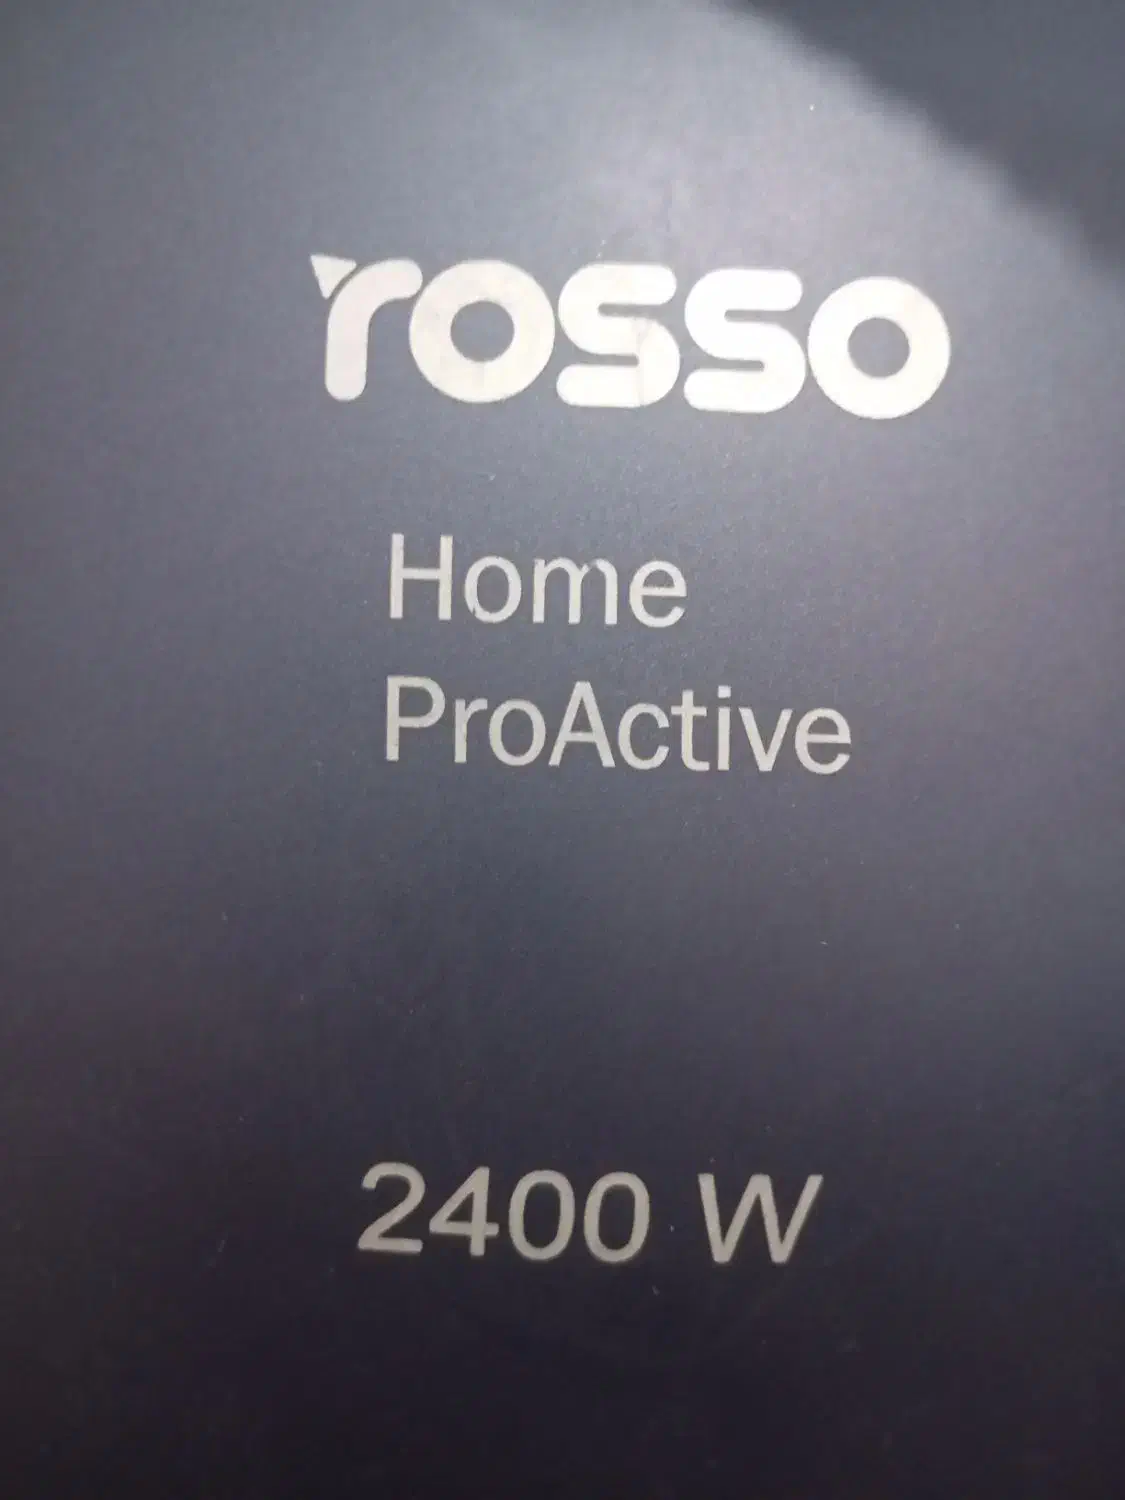 rosso
Home
ProActive
2400 W